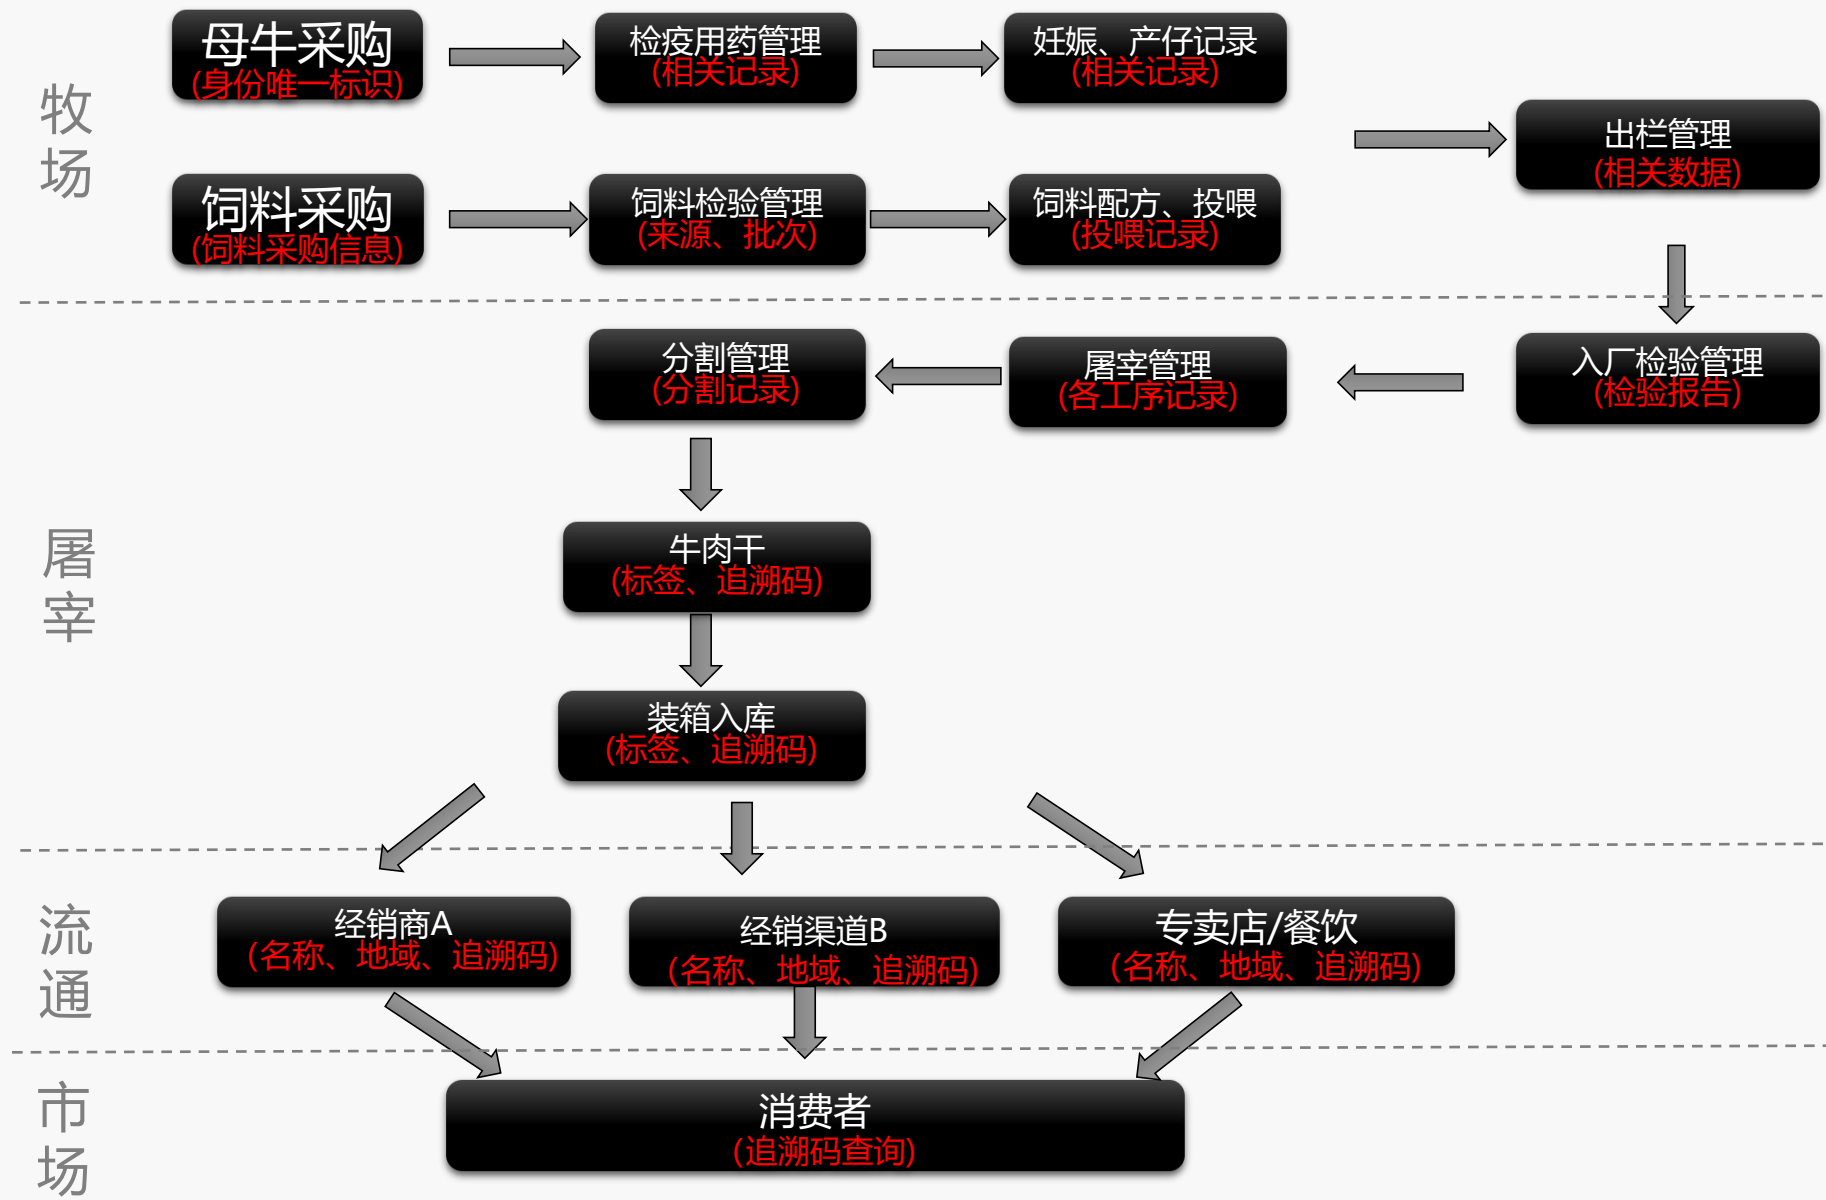 牧场
母牛采购
(身份唯一标识)
检疫用药管理
(相关记录)
妊娠、产仔记录
(相关记录)
出栏管理
(相关数据)
饲料采购
(饲料采购信息)
饲料检验管理
(来源、批次)
饲料配方、投喂
(投喂记录)
屠宰
分割管理
(分割记录)
屠宰管理
(各工序记录)
入厂检验管理
(检验报告)
牛肉干
(标签、追溯码)
装箱入库
(标签、追溯码)
流通
经销商A
(名称、地域、追溯码)
经销渠道B
(名称、地域、追溯码)
专卖店/餐饮
(名称、地域、追溯码)
市场
消费者
(追溯码查询)